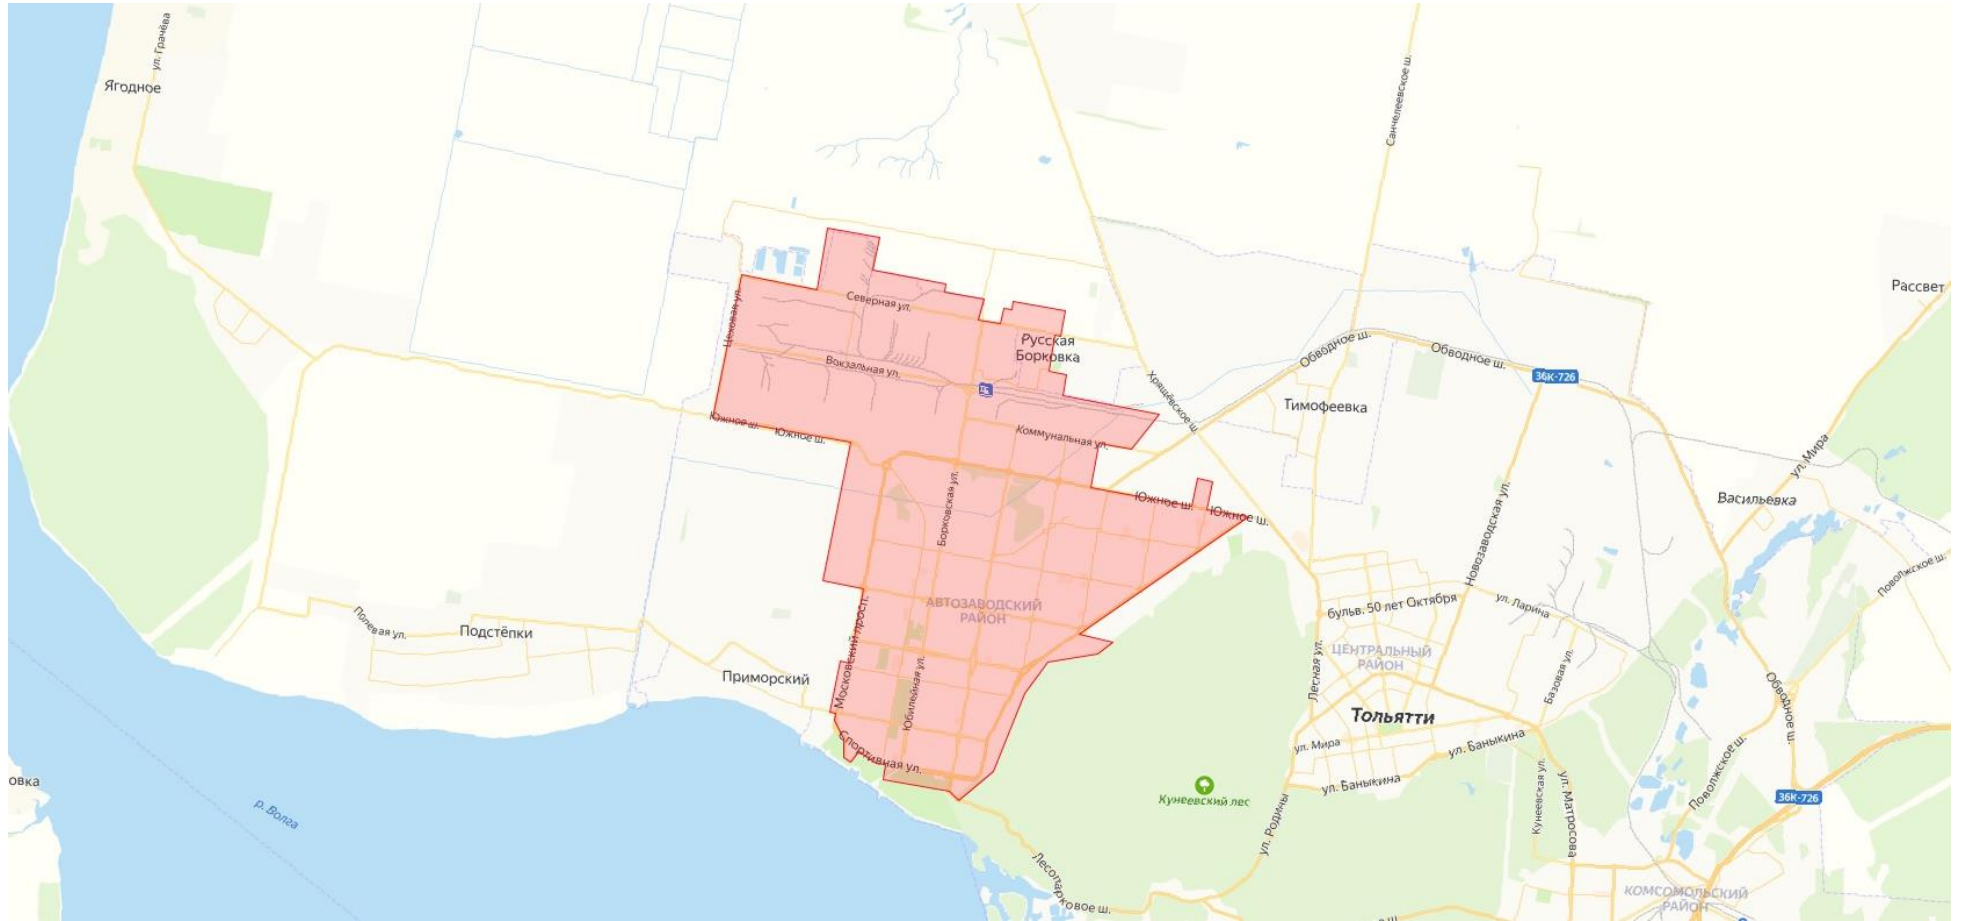 ул. Грачёва
Ягодное
Санчелеевское ш.
Рассвет
Северная ул.
Цеховая ул.
Русская
Борковка
Обводное ш.
Обводное ш.
Вокзальная ул.
36К-726
Хрящёвское ш.
Тимофеевка
Южное ш.
Южное ш.
Коммунальная ул.
ул. Мира
Южное ш.
Южное ш.
Васильевка
Борковская ул.
Новозаводская ул.
Поволжское ш.
АВТОЗАВОДСКИЙ
РАЙОН
бульв. 50 лет Октября
ул. Ларина
Полевая ул.
Подстёпки
Московский просп.
ЦЕНТРАЛЬНЫЙ
РАЙОН
Лесная ул.
Базовая ул.
Приморский
Юбилейная ул.
Обводное ш.
Тольятти
Спортивная ул.
ул. Мира
ул. Баныкина
ул. Баныкина
Поволжское ш.
овка
Кунеевский лес
36К-726
р. Волга
ул. Родины
Кунеевская ул.
ул. Матросова
Лесопарковое ш.
КОМСОМОЛЬСКИЙ
РАЙОН
ш.